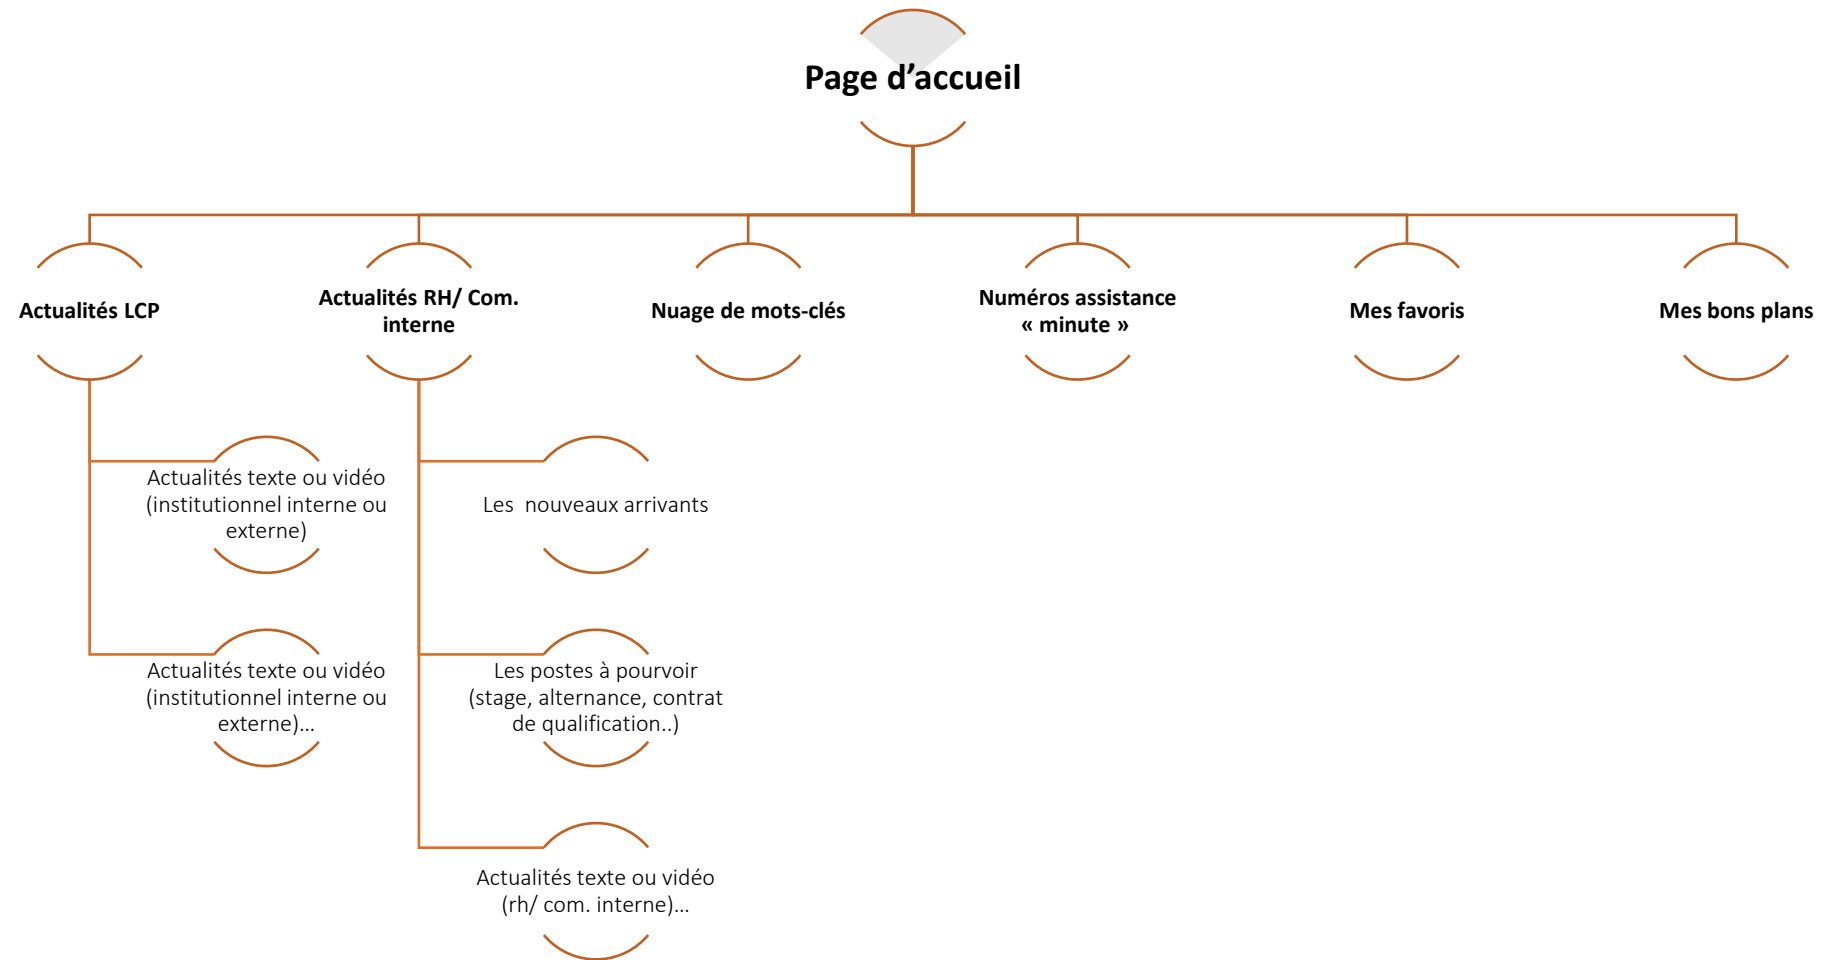 Page d’accueil
Actualités LCP
Actualités RH/ Com.
interne
Nuage de mots-clés
Numéros assistance
« minute »
Mes favoris
Mes bons plans
Actualités texte ou vidéo
(institutionnel interne ou
externe)
Les  nouveaux arrivants
Actualités texte ou vidéo
(institutionnel interne ou
externe)…
Les postes à pourvoir
(stage, alternance, contrat
de qualification..)
Actualités texte ou vidéo
(rh/ com. interne)…